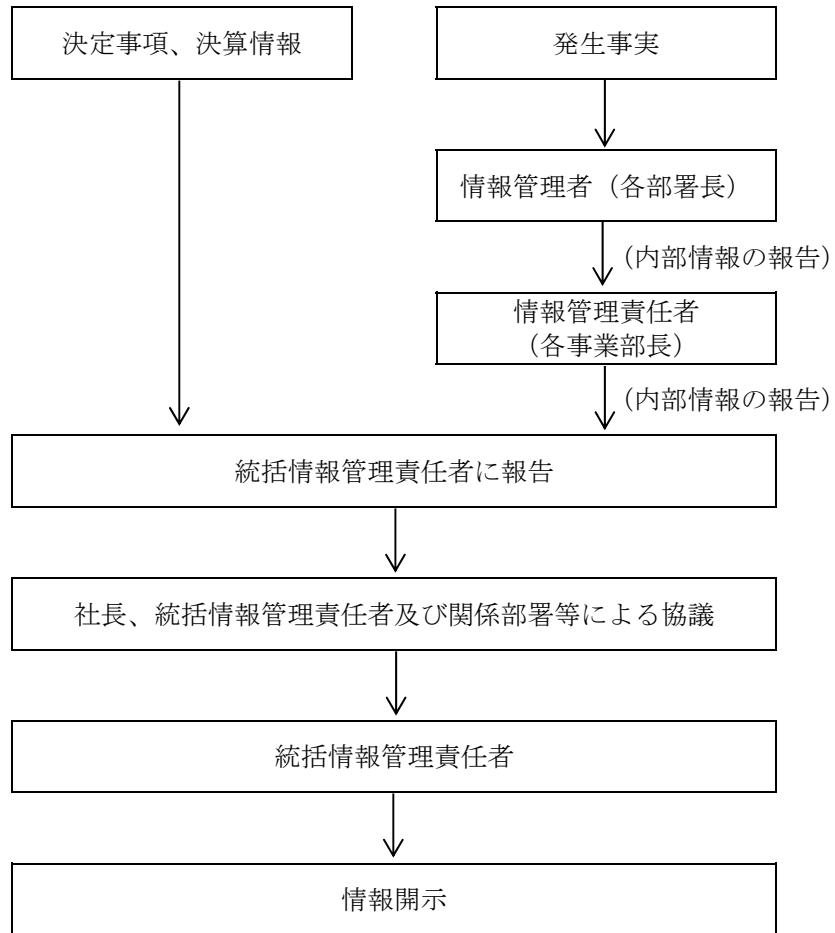 決定事項、決算情報
発生事実
情報管理者（各部署長）
（内部情報の報告）
情報管理責任者
（各事業部長）
（内部情報の報告）
統括情報管理責任者に報告
社長、統括情報管理責任者及び関係部署等による協議
統括情報管理責任者
情報開示